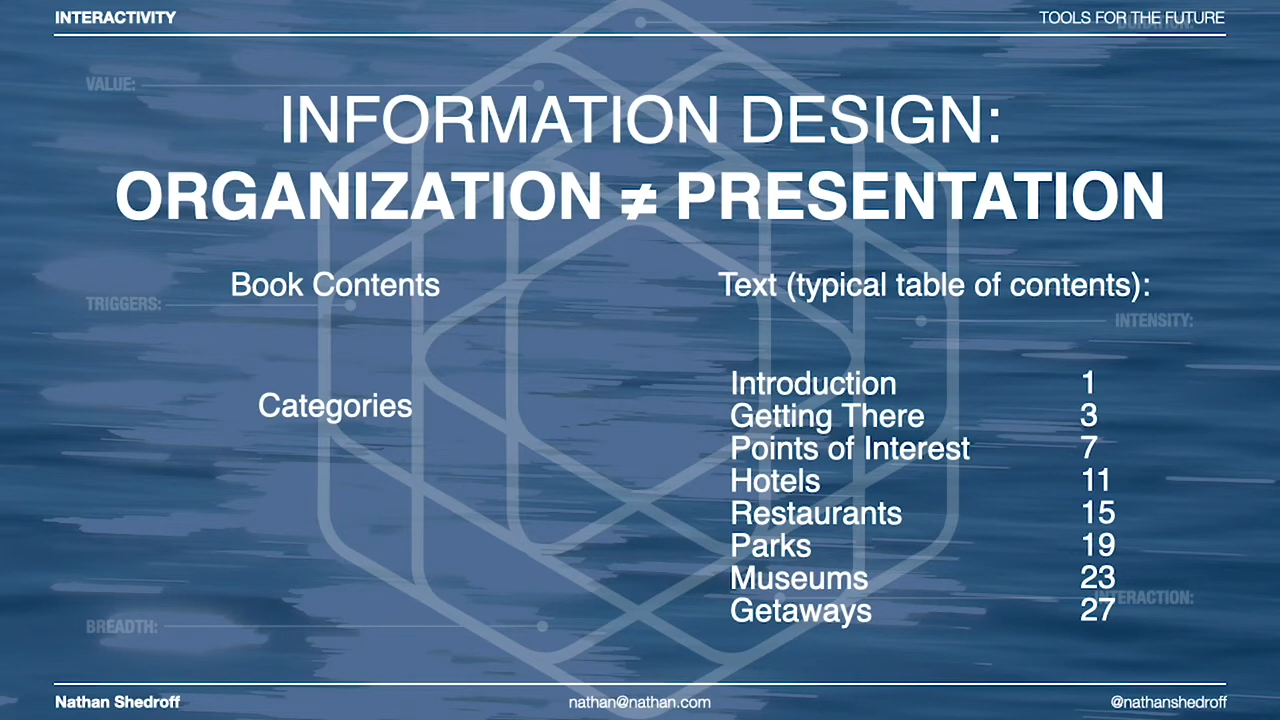 INTERACTIVITY
TOOLS FOR THE FUTURE
DURATION:
VALUE:
INFORMATION DESIGN:
ORGANIZATION ≠ PRESENTATION
Book Contents
Text (typical table of contents):
TRIGGERS:
INTENSITY:
Categories
Introduction 1
Getting There 3
Points of Interest 7
Hotels 11
Restaurants 15
Parks 19
Museums 23
Getaways 27
INTERACTION:
BREADTH:
Nathan Shedroff
nathan@nathan.com
@nathanshedroff